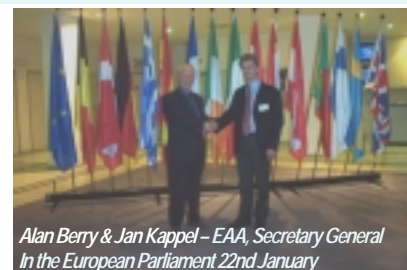 Alan Berry & Jan Kappel – EAA, Secretary General
In the European Parliament 22nd January